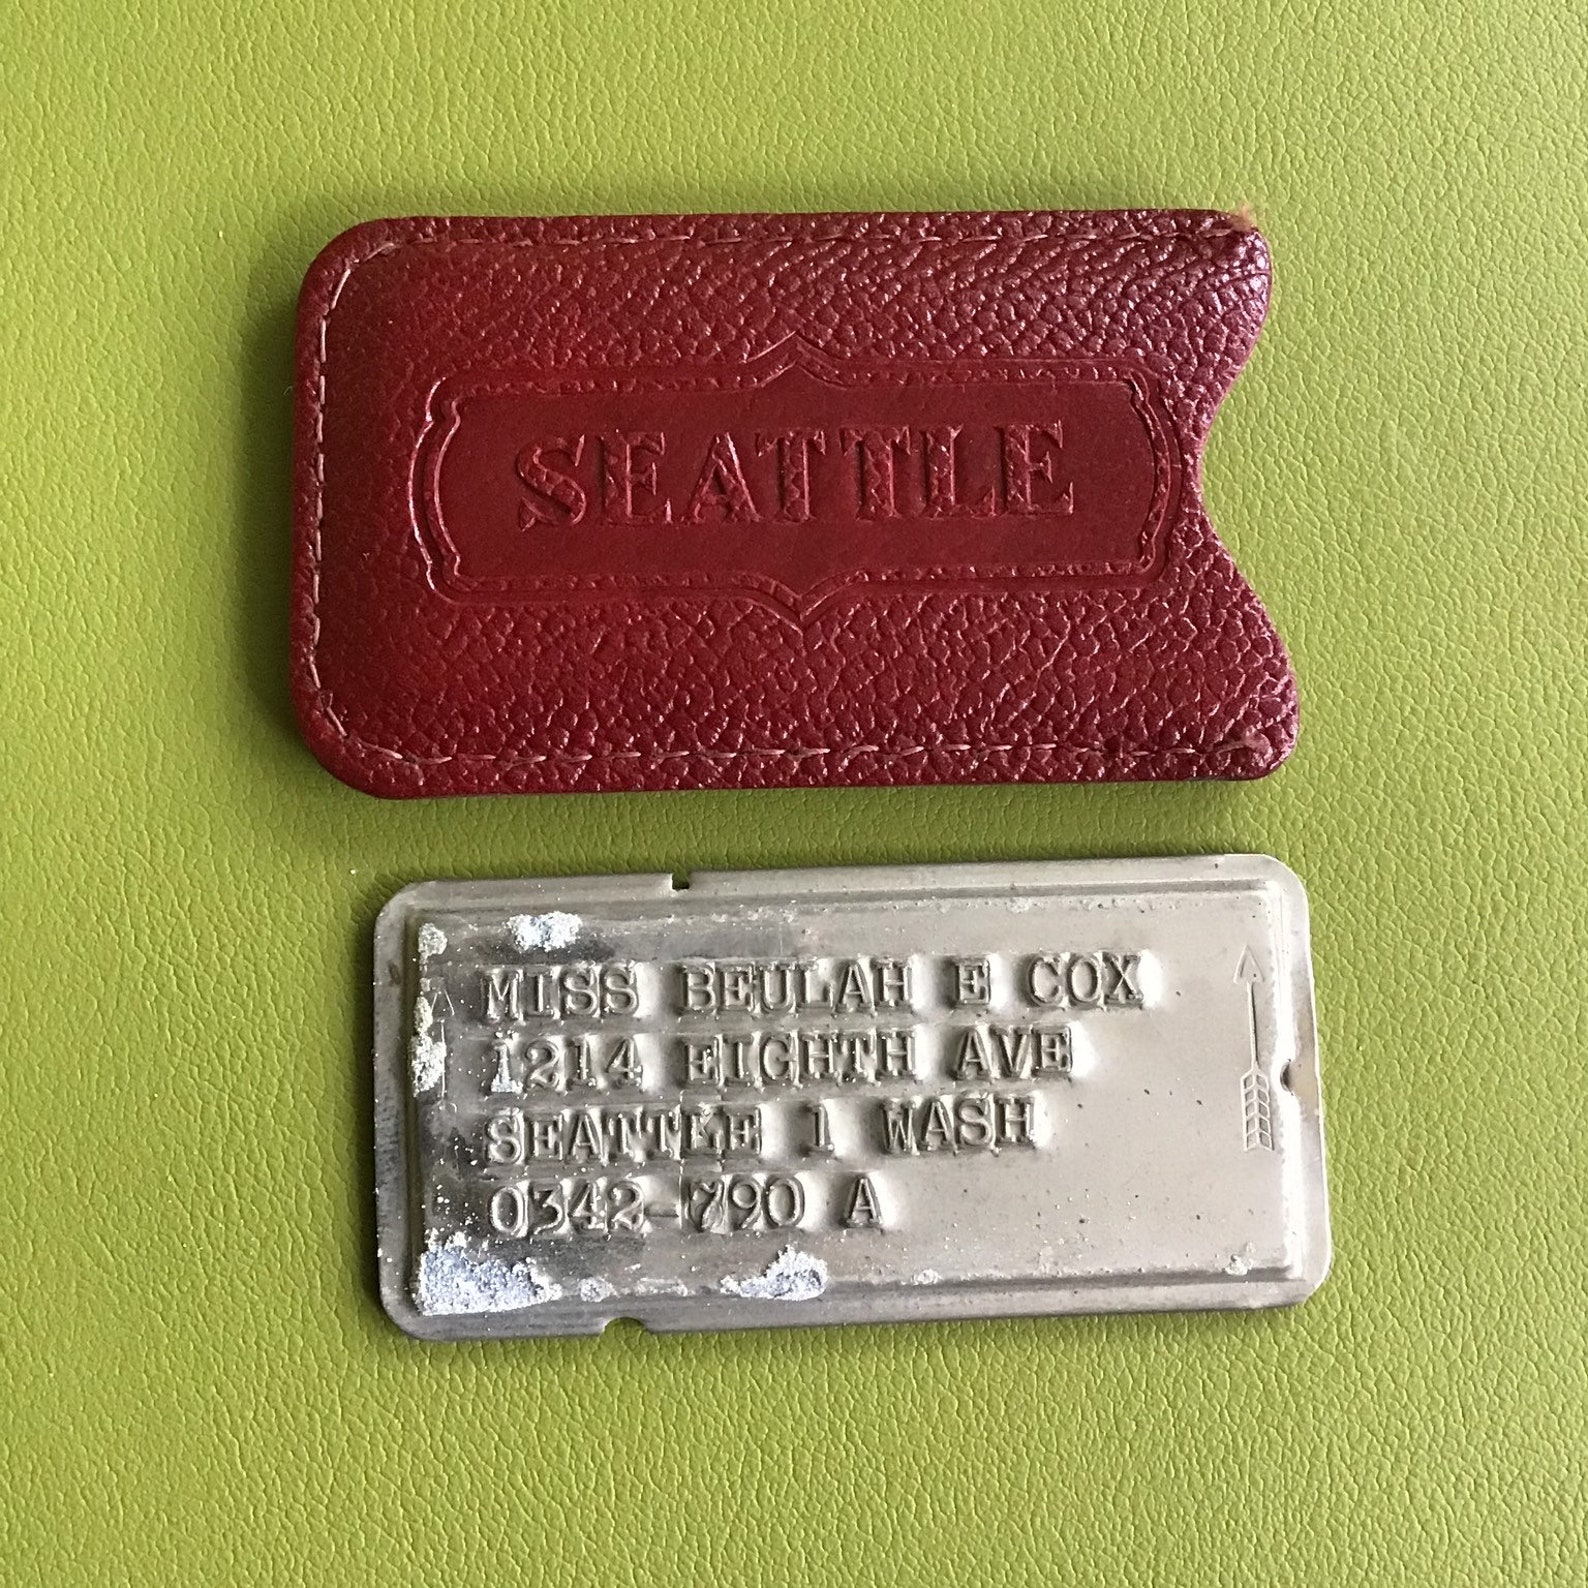 SEATTLE
MISS BEULAH E COX
1214 EIGHTH AVE
SEATTLE 1 WASH
0342-790 A